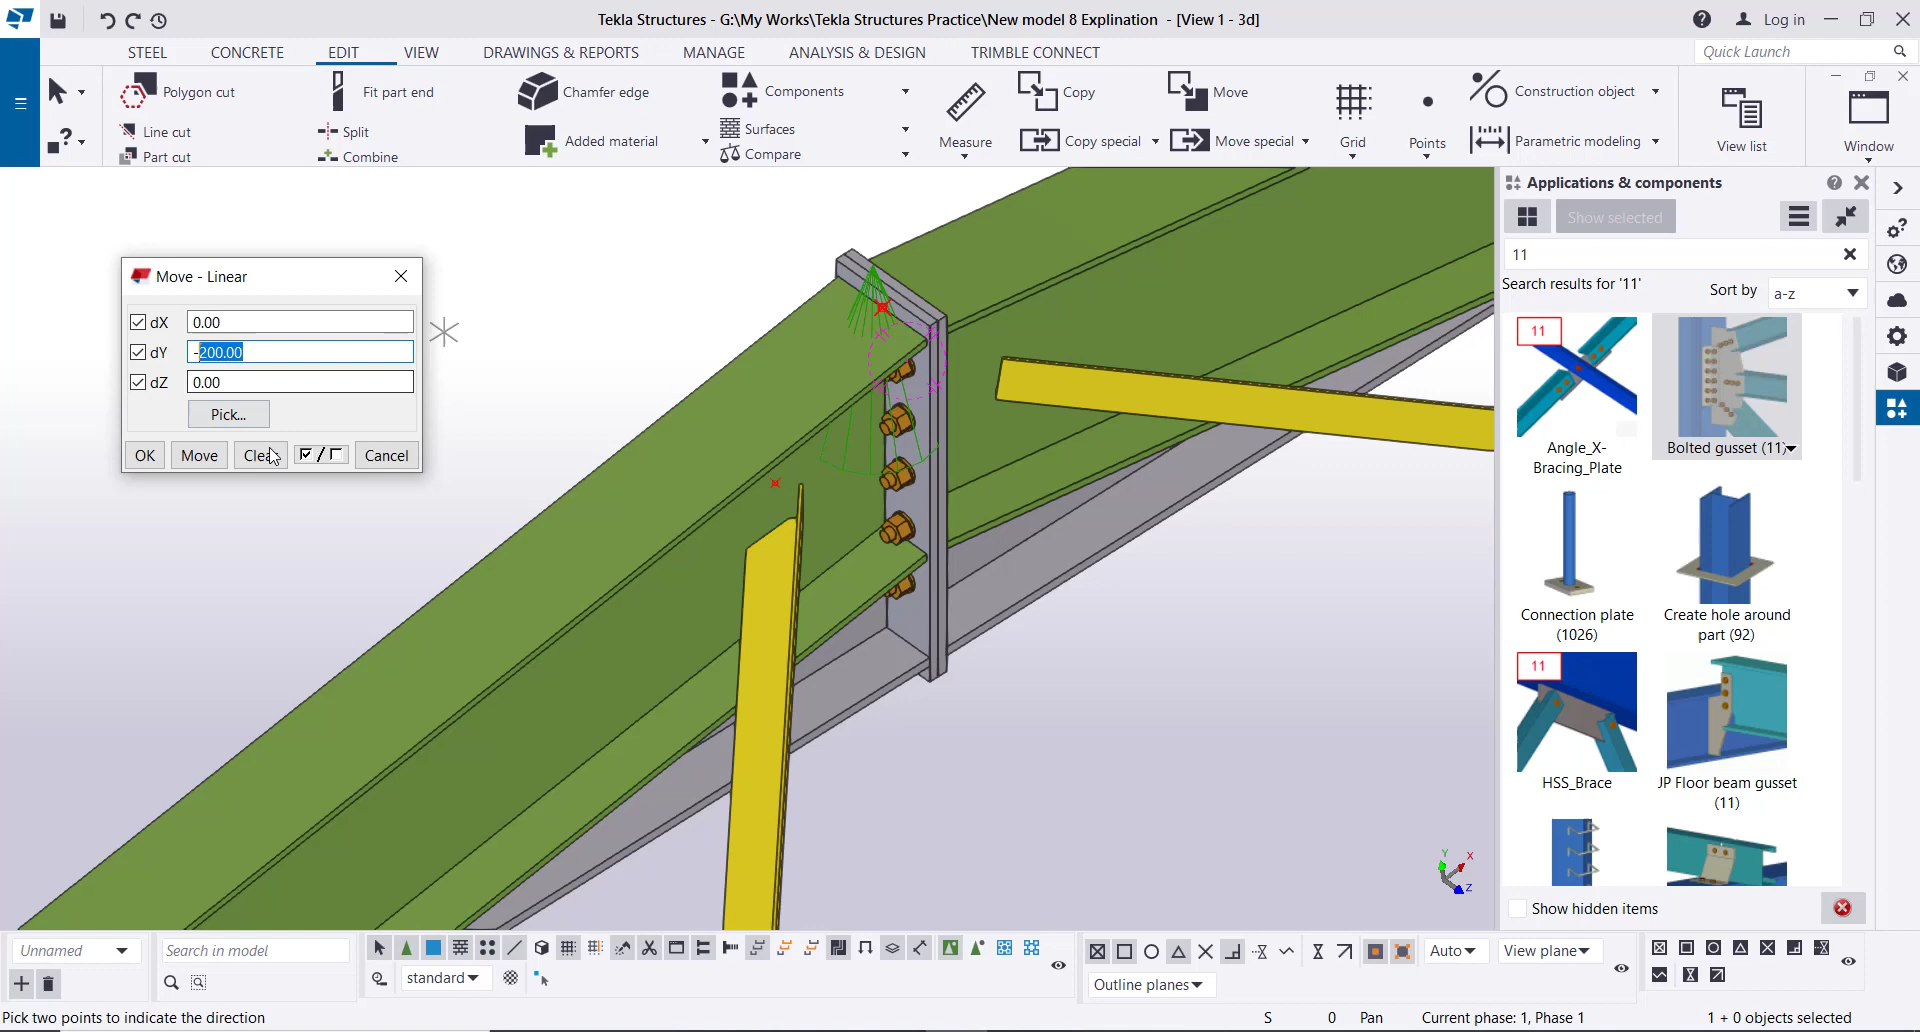 Tekla Structures - G:\My Works\Tekla Structures Practice\New model 8 Explination - [View 1 - 3d]
Log in
STEEL
CONCRETE
EDIT
VIEW
DRAWINGS & REPORTS
MANAGE
ANALYSIS & DESIGN
TRIMBLE CONNECT
Quick Launch
Polygon cut
Line cut
Part cut
Fit part end
Split
Combine
Chamfer edge
Added material
Components
Surfaces
Compare
Measure
Copy
Copy special
Move
Move special
Grid
Points
Construction object
Parametric modeling
View list
Window
Move - Linear
dX
0.00
dY
-200.00
dZ
0.00
Pick...
OK
Move
Cancel
Applications & components
Show selected
11
Search results for '11'
Sort by
a-z
11
Angle_X-
Bracing_Plate
Bolted gusset (11)
Connection plate
(1026)
Create hole around
part (92)
11
HSS_Brace
JP Floor beam gusset
(11)
Show hidden items
Y
X
Z
Unnamed
Search in model
standard
Auto
View plane
Outline planes
Pick two points to indicate the direction
S
0
Pan
Current phase: 1, Phase 1
1 + 0 objects selected